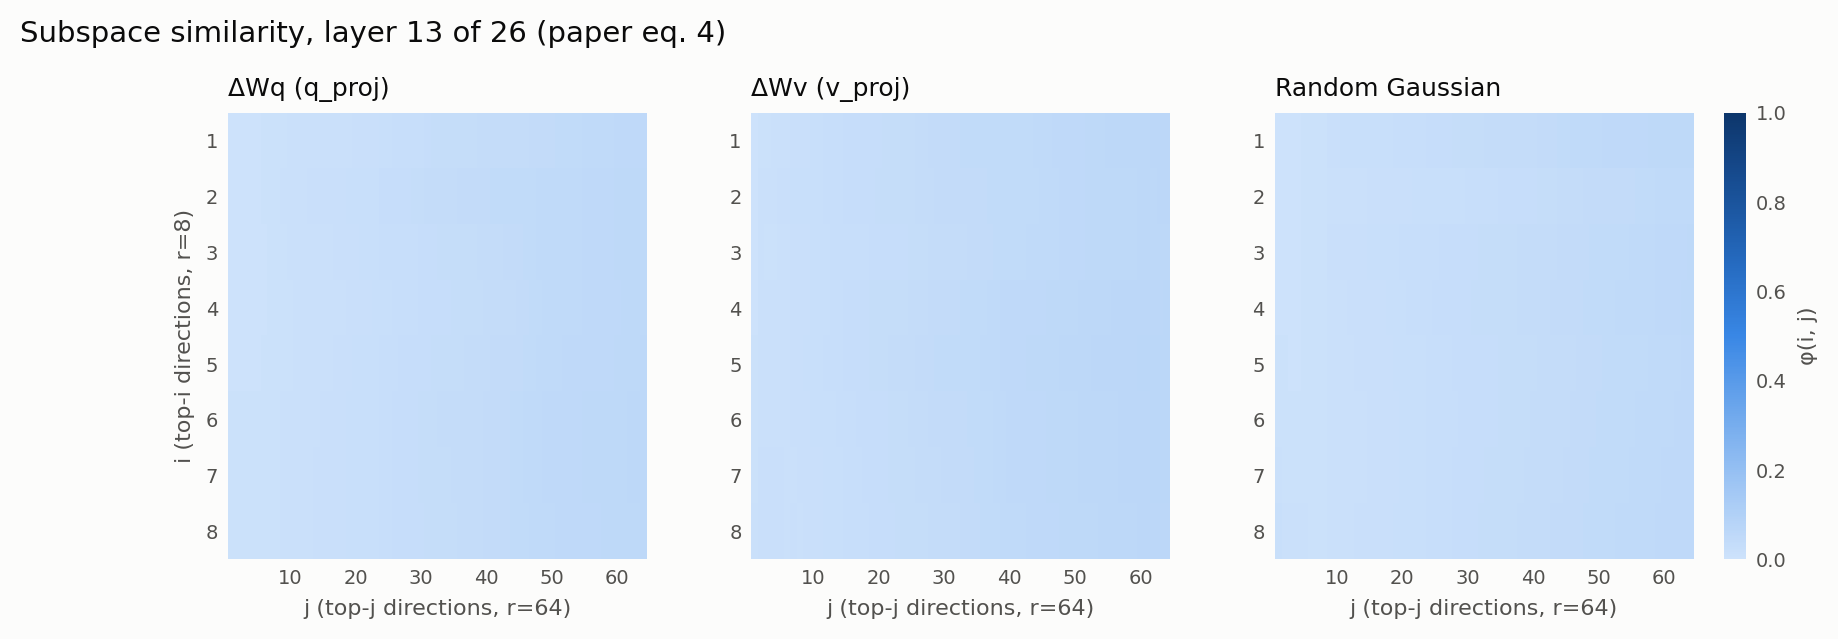 Subspace similarity, layer 13 of 26 (paper eq. 4)
ΔWq (q_proj)
i (top-i directions, r=8)
1
2
3
4
5
6
7
8
10 20 30 40 50 60
j (top-j directions, r=64)
ΔWv (v_proj)
1
2
3
4
5
6
7
8
10 20 30 40 50 60
j (top-j directions, r=64)
Random Gaussian
1
2
3
4
5
6
7
8
10 20 30 40 50 60
j (top-j directions, r=64)
1.0
0.8
0.6
0.4
0.2
0.0
φ(i, j)